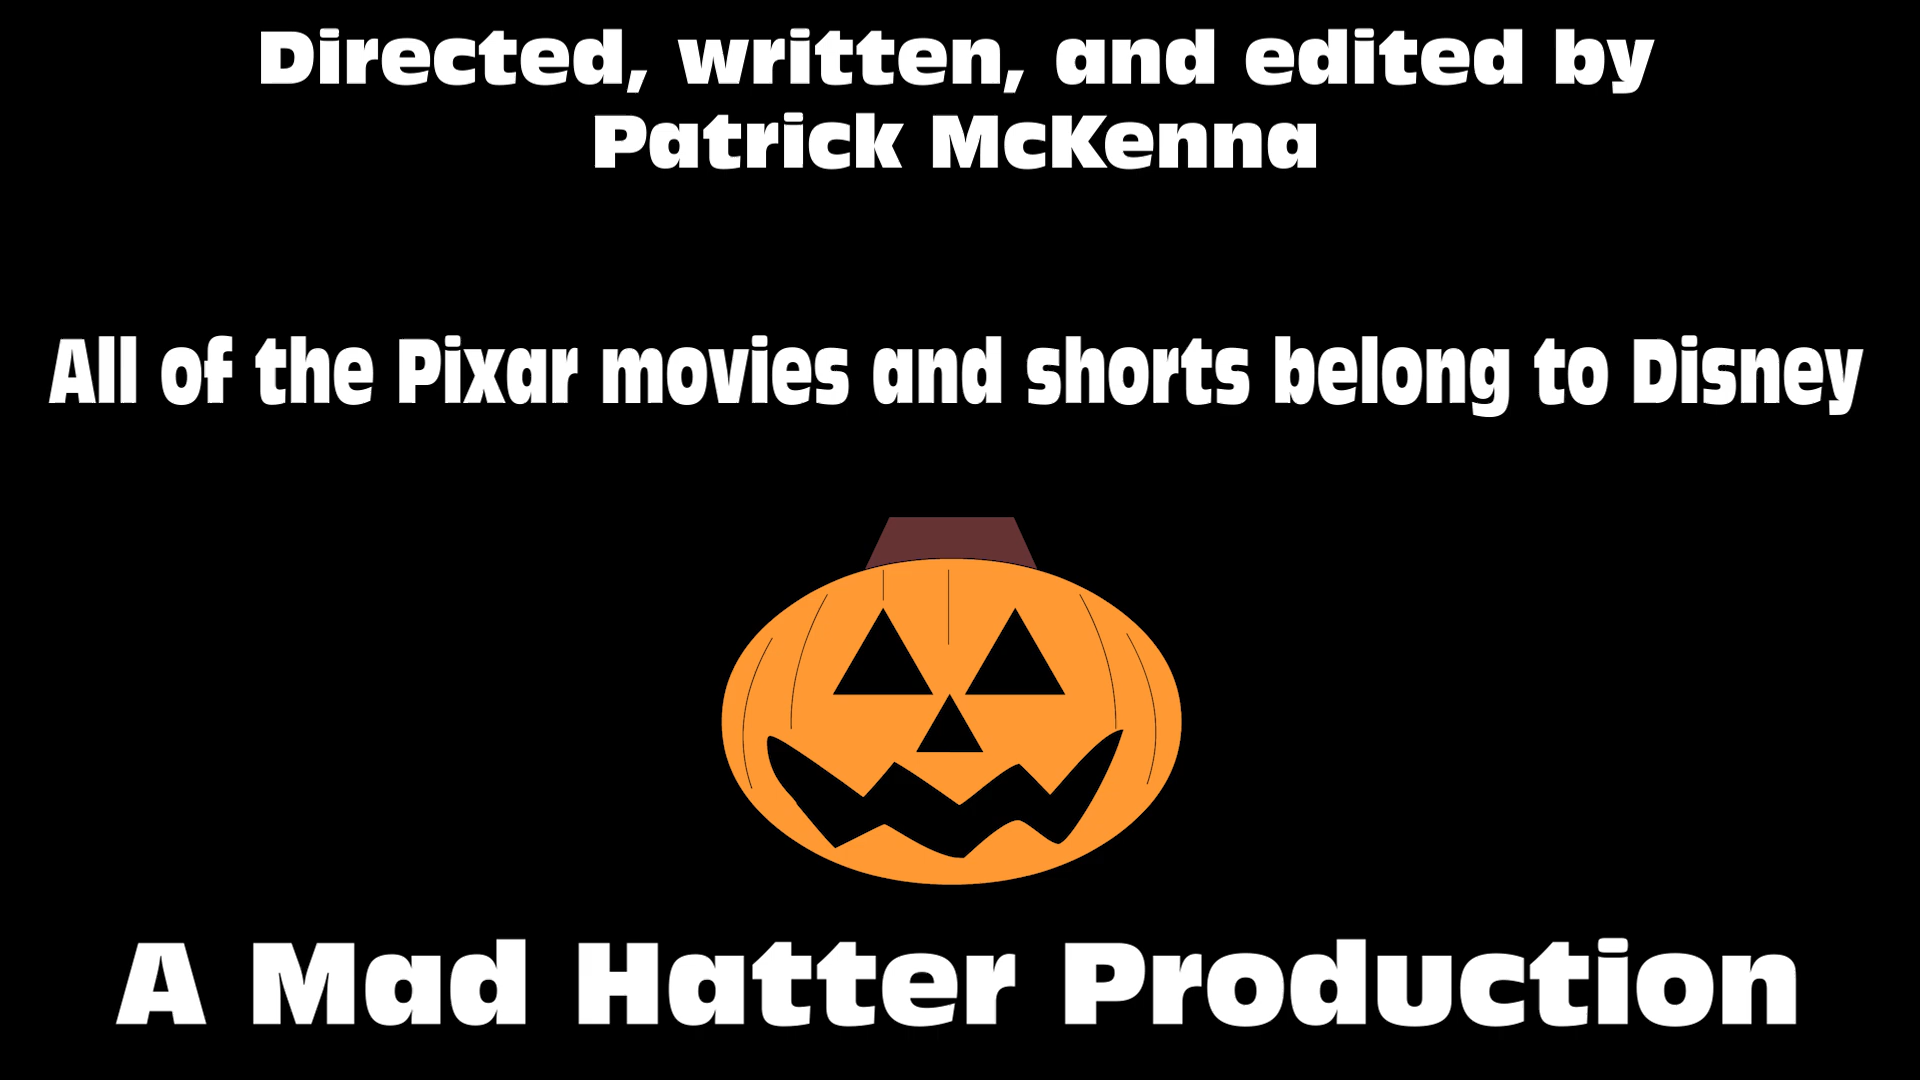 Directed, written, and edited by
Patrick McKenna
All of the Pixar movies and shorts belong to Disney
A Mad Hatter Production